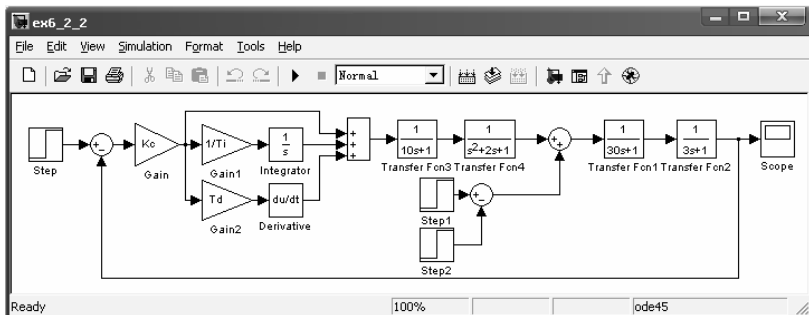 ex6_2_2
File Edit View Simulation Format Tools Help
Normal
Step
+
-
Kc
Gain
1/Ti
Gain1
1
s
Integrator
Td
Gain2
du/dt
Derivative
+
+
+
1
10s+1
Transfer Fcn3
1
s2+2s+1
Transfer Fcn4
Step1
+
-
Step2
+
+
1
30s+1
Transfer Fcn1
1
3s+1
Transfer Fcn2
Scope
Ready 100% ode45